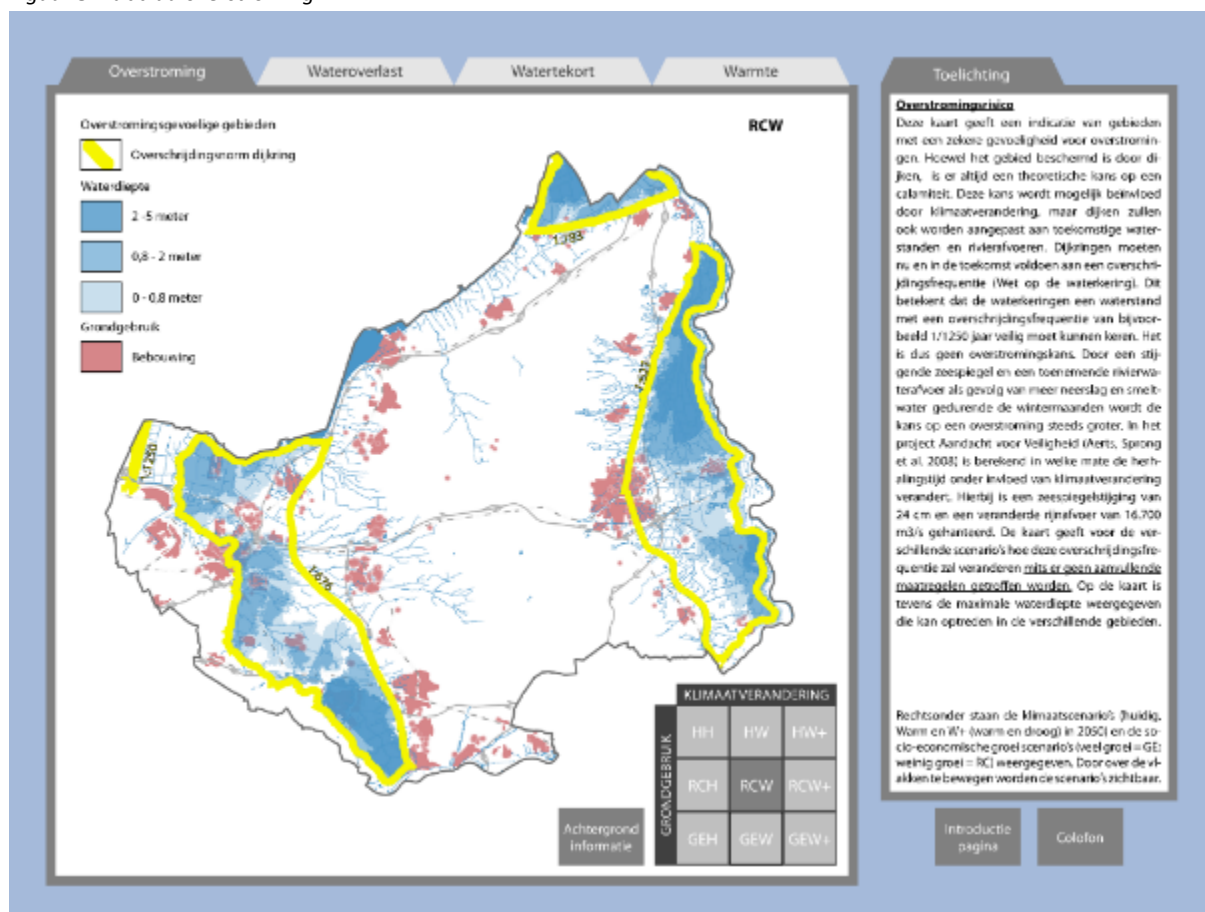 Overstroming
Wateroverlast
Watertekort
Warmte
Toelichting
Overstromingsgevoelige gebieden
Overschrijdingsnorm dijkring
Waterdiepte
2 -5 meter
0,8 - 2 meter
0 - 0.8 meter
Grondgebruik
Bebouwing
RCW
1:676
Overstromingsrisico
Deze kaart geeft een indicatie van gebieden
met een zekere gevoeligheid voor overstromin-
gen. Hoewel het gebied beschermd is door di-
jken, is er altijd een theoretische kans op een
calamiteit. Deze kans wordt mogelijk beïnvloed
door klimaatverandering, maar dijken zullen
ook worden aangepast aan toekomstige water-
standen en rivierafvoeren. Dijkringen moeten
nu en in de toekomst voldoen aan een overschri-
jdingsfrequentie (Wet op de waterkering). Dit
betekent dat de waterkeringen een waterstand
met een overschrijdingsfrequentie van bijvoor-
beeld 1/1250 jaar veilig moet kunnen keren. Het
is dus geen overstromingskans. Door een stij-
gende zeespiegel en een toenemende rivierwa-
terafvoer als gevolg van meer neerslag en smelt-
water gedurende de wintermaanden wordt de
kans op een overstroming steeds groter. In het
project Aandacht voor Veiligheid (Aerts, Sprong
et al. 2008) is berekend in welke mate de herh-
alingstijd onder invloed van klimaatverandering
verandert. Hierbij is een zeespiegelstijging van
24 cm en een veranderde rijnafvoer van 16.700
m3/s gehanteerd. De kaart geeft voor de ver-
schillende scenario's hoe deze overschrijdingsfre-
quentie zal veranderen mits er geen aanvullende
maatregelen getroffen worden. Op de kaart is
tevens de maximale waterdiepte weergegeven
die kan optreden in de verschillende gebieden.
Rechtsonder staan de klimaatscenario's (huidig,
Warm en W+ (warm en droog) in 2050) en de so-
cio-economische groei scenario's (veel groei = GE;
weinig groei = RC) weergegeven. Door over de vl-
akken te bewegen worden de scenario's zichtbaar.
KLIMAATVERANDERING
GRONDGEBRUIK
HH HW HW+
RCH RCW RCW+
GEH GEW GEW+
Achtergrond
informatie
Introductie
pagina
Colofon